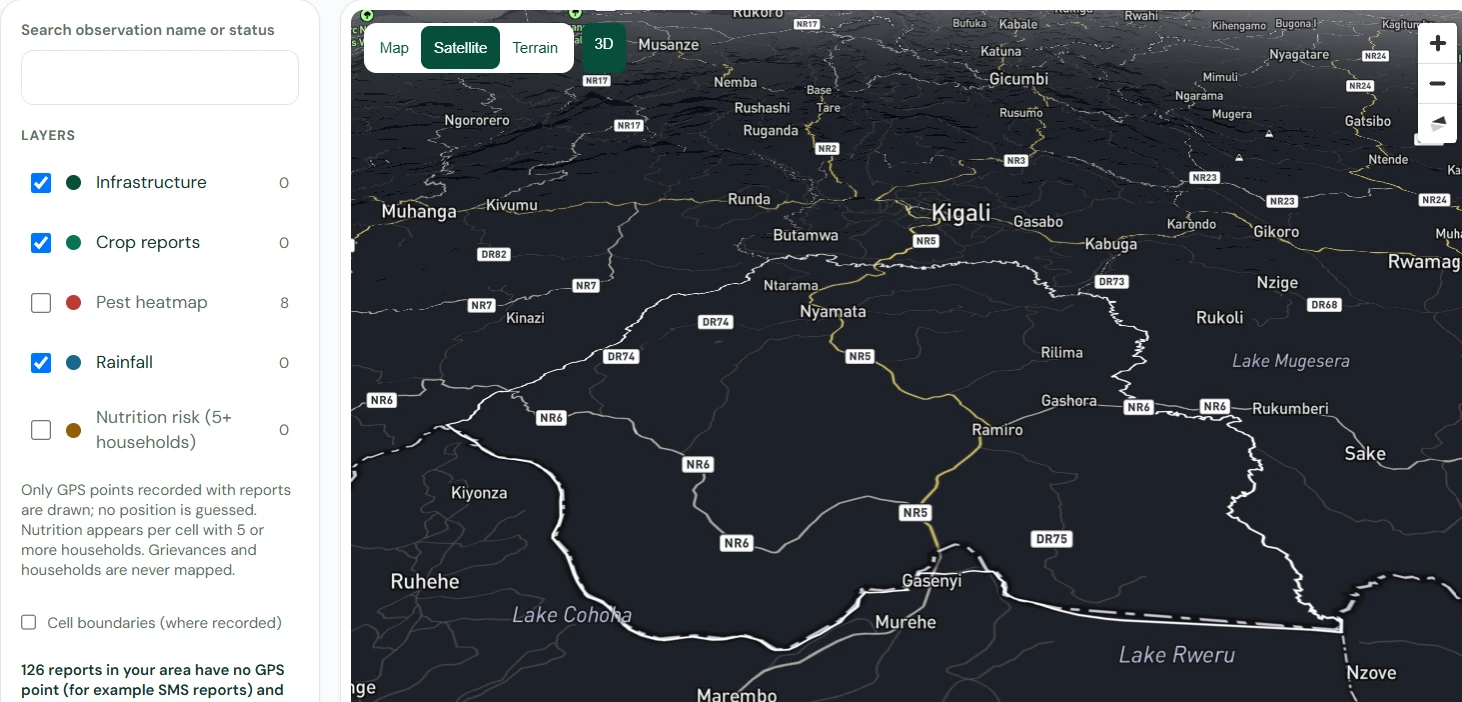 Search observation name or status
LAYERS
Infrastructure 0
Crop reports 0
Pest heatmap 8
Rainfall 0
Nutrition risk (5+
households) 0
Only GPS points recorded with reports
are drawn; no position is guessed.
Nutrition appears per cell with 5 or
more households. Grievances and
households are never mapped.
Cell boundaries (where recorded)
126 reports in your area have no GPS
point (for example SMS reports) and
Map Satellite Terrain 3D
Rukoro
NR17
Bufuka Kabale
Rwahi
Kihengamo Bugona I
Musanze
Katuna
Nyagatare
NR24
NR17
Nemba
Base
Gicumbi
Mimuli
NR24
Ngarama
Rushashi
Tare
Rusumo
Mugera
Gatsibo
Ngororero
NR17
Ruganda
NR2
NR3
Ntende
NR23
Muhanga
Kivumu
Runda
Kigali
Gasabo
NR23
NR24
Karondo
Gikoro
Butamwa
NR5
Kabuga
DR82
Rwamag
NR7
Ntarama
DR73
Nzige
NR7
Kinazi
Nyamata
DR68
DR74
Rukoli
DR74
NR5
Rilima
Lake Mugesera
NR6
Gashora
NR6
NR6
Rukumberi
NR6
Ramiro
Sake
NR6
Kiyonza
NR5
NR6
DR75
Ruhehe
Gasenyi
Lake Cohoha
Murehe
Lake Rweru
Nzove
nge
Marembo